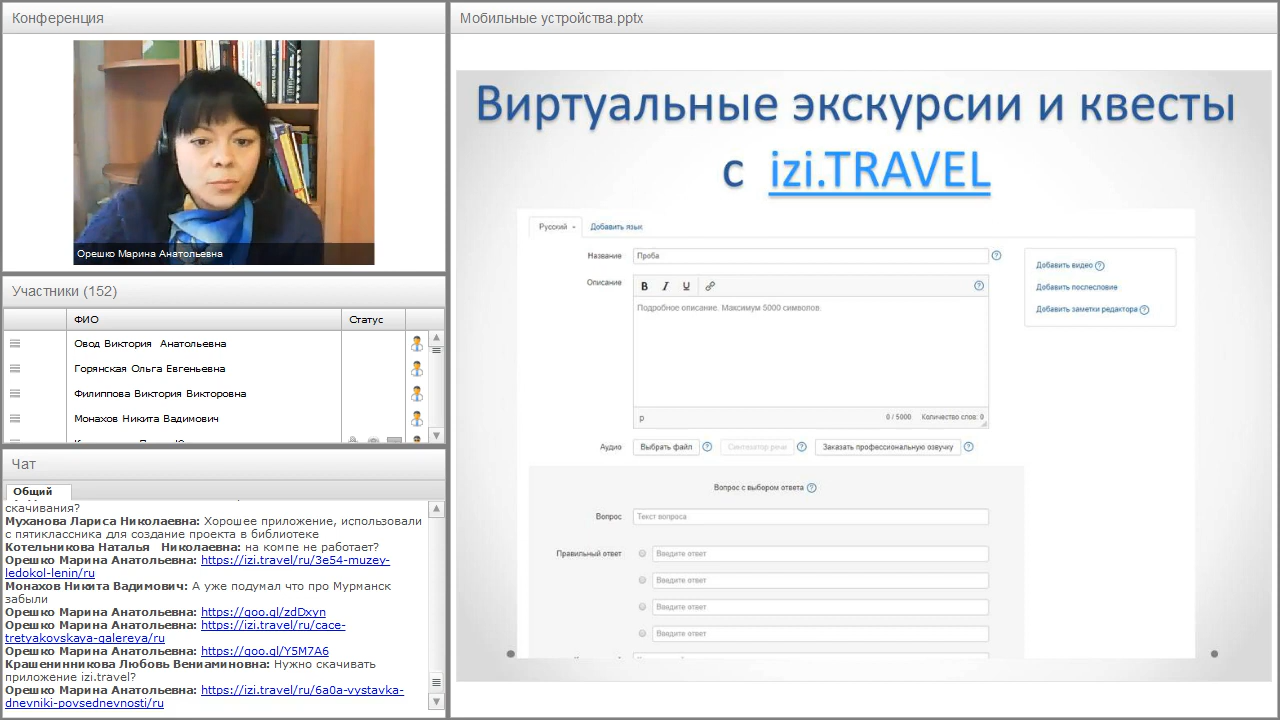 Конференция
Орешко Марина Анатольевна
Участники (152)
ФИО Статус
Овод Виктория Анатольевна
Горянская Ольга Евгеньевна
Филиппова Виктория Викторовна
Монахов Никита Вадимович
Чат
Общий
скачивания?
Муханова Лариса Николаевна: Хорошее приложение, использовали
с пятиклассника для создание проекта в библиотеке
Котельникова Наталья Николаевна: на компе не работает?
Орешко Марина Анатольевна: https://izi.travel/ru/3e54-muzey-
ledokol-lenin/ru
Монахов Никита Вадимович: А уже подумал что про Мурманск
забыли
Орешко Марина Анатольевна: https://goo.gl/zdDxvn
Орешко Марина Анатольевна: https://izi.travel/ru/cace-
tretyakovskaya-galereya/ru
Орешко Марина Анатольевна: https://goo.gl/Y5M7A6
Крашенинникова Любовь Вениаминовна: Нужно скачивать
приложение izi.travel?
Орешко Марина Анатольевна: https://izi.travel/ru/6a0a-vystavka-
dnevniki-povsednevnosti/ru
Мобильные устройства.pptx
Виртуальные экскурсии и квесты
с izi.TRAVEL
Русский Добавить язык
Название Проба
Описание B I U
Подробное описание. Максимум 5000 символов.
p 0 / 5000 Количество слов: 0
Добавить видео
Добавить послесловие
Добавить заметки редактора
Аудио Выбрать файл Синтезатор речи Заказать профессиональную озвучку
Вопрос с выбором ответа
Вопрос Текст вопроса
Правильный ответ Введите ответ
Введите ответ
Введите ответ
Введите ответ